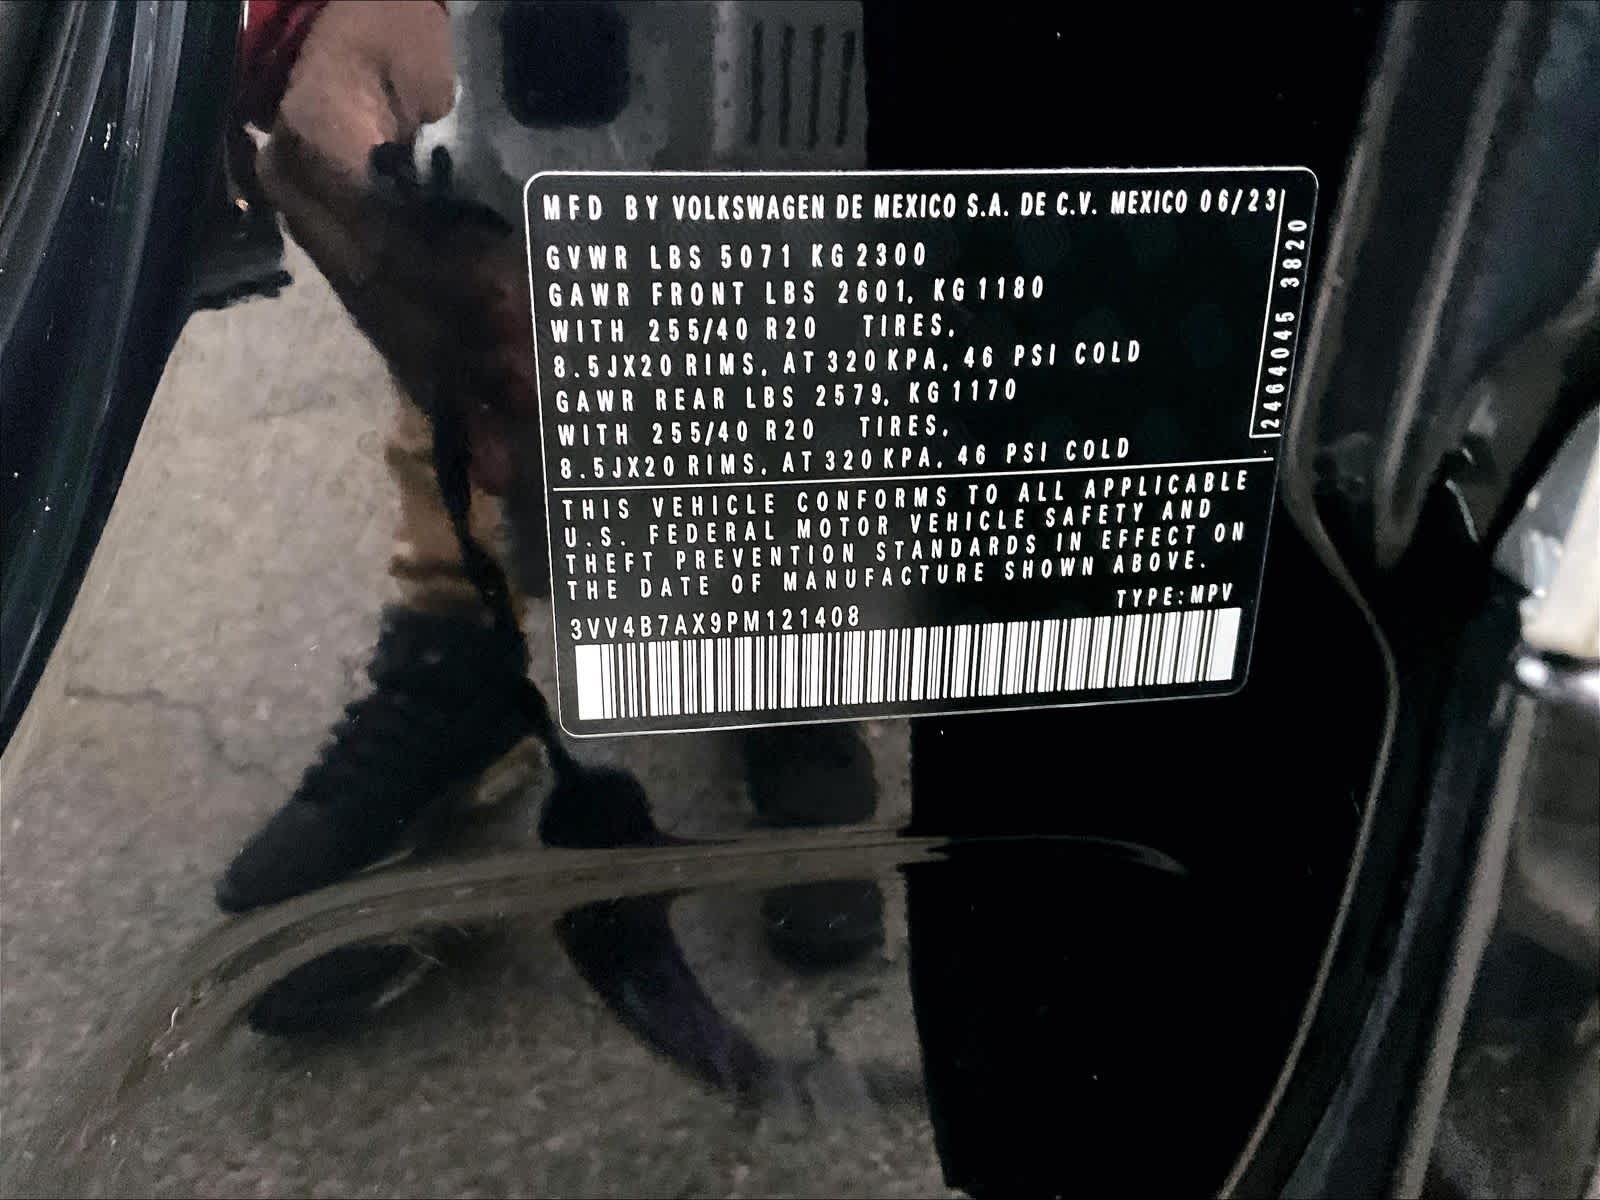 MFD BY VOLKSWAGEN DE MEXICO S.A. DE C.V. MEXICO 06/23
GVWR LBS 5071 KG 2300
GAWR FRONT LBS 2601, KG 1180
WITH 255/40 R20 TIRES,
8.5JX20 RIMS, AT 320 KPA, 46 PSI COLD
GAWR REAR LBS 2579, KG 1170
WITH 255/40 R20 TIRES,
8.5JX20 RIMS, AT 320 KPA, 46 PSI COLD
THIS VEHICLE CONFORMS TO ALL APPLICABLE
U.S. FEDERAL MOTOR VEHICLE SAFETY AND
THEFT PREVENTION STANDARDS IN EFFECT ON
THE DATE OF MANUFACTURE SHOWN ABOVE.
TYPE: MPV
3VV4B7AX9PM121408
2464045 3820